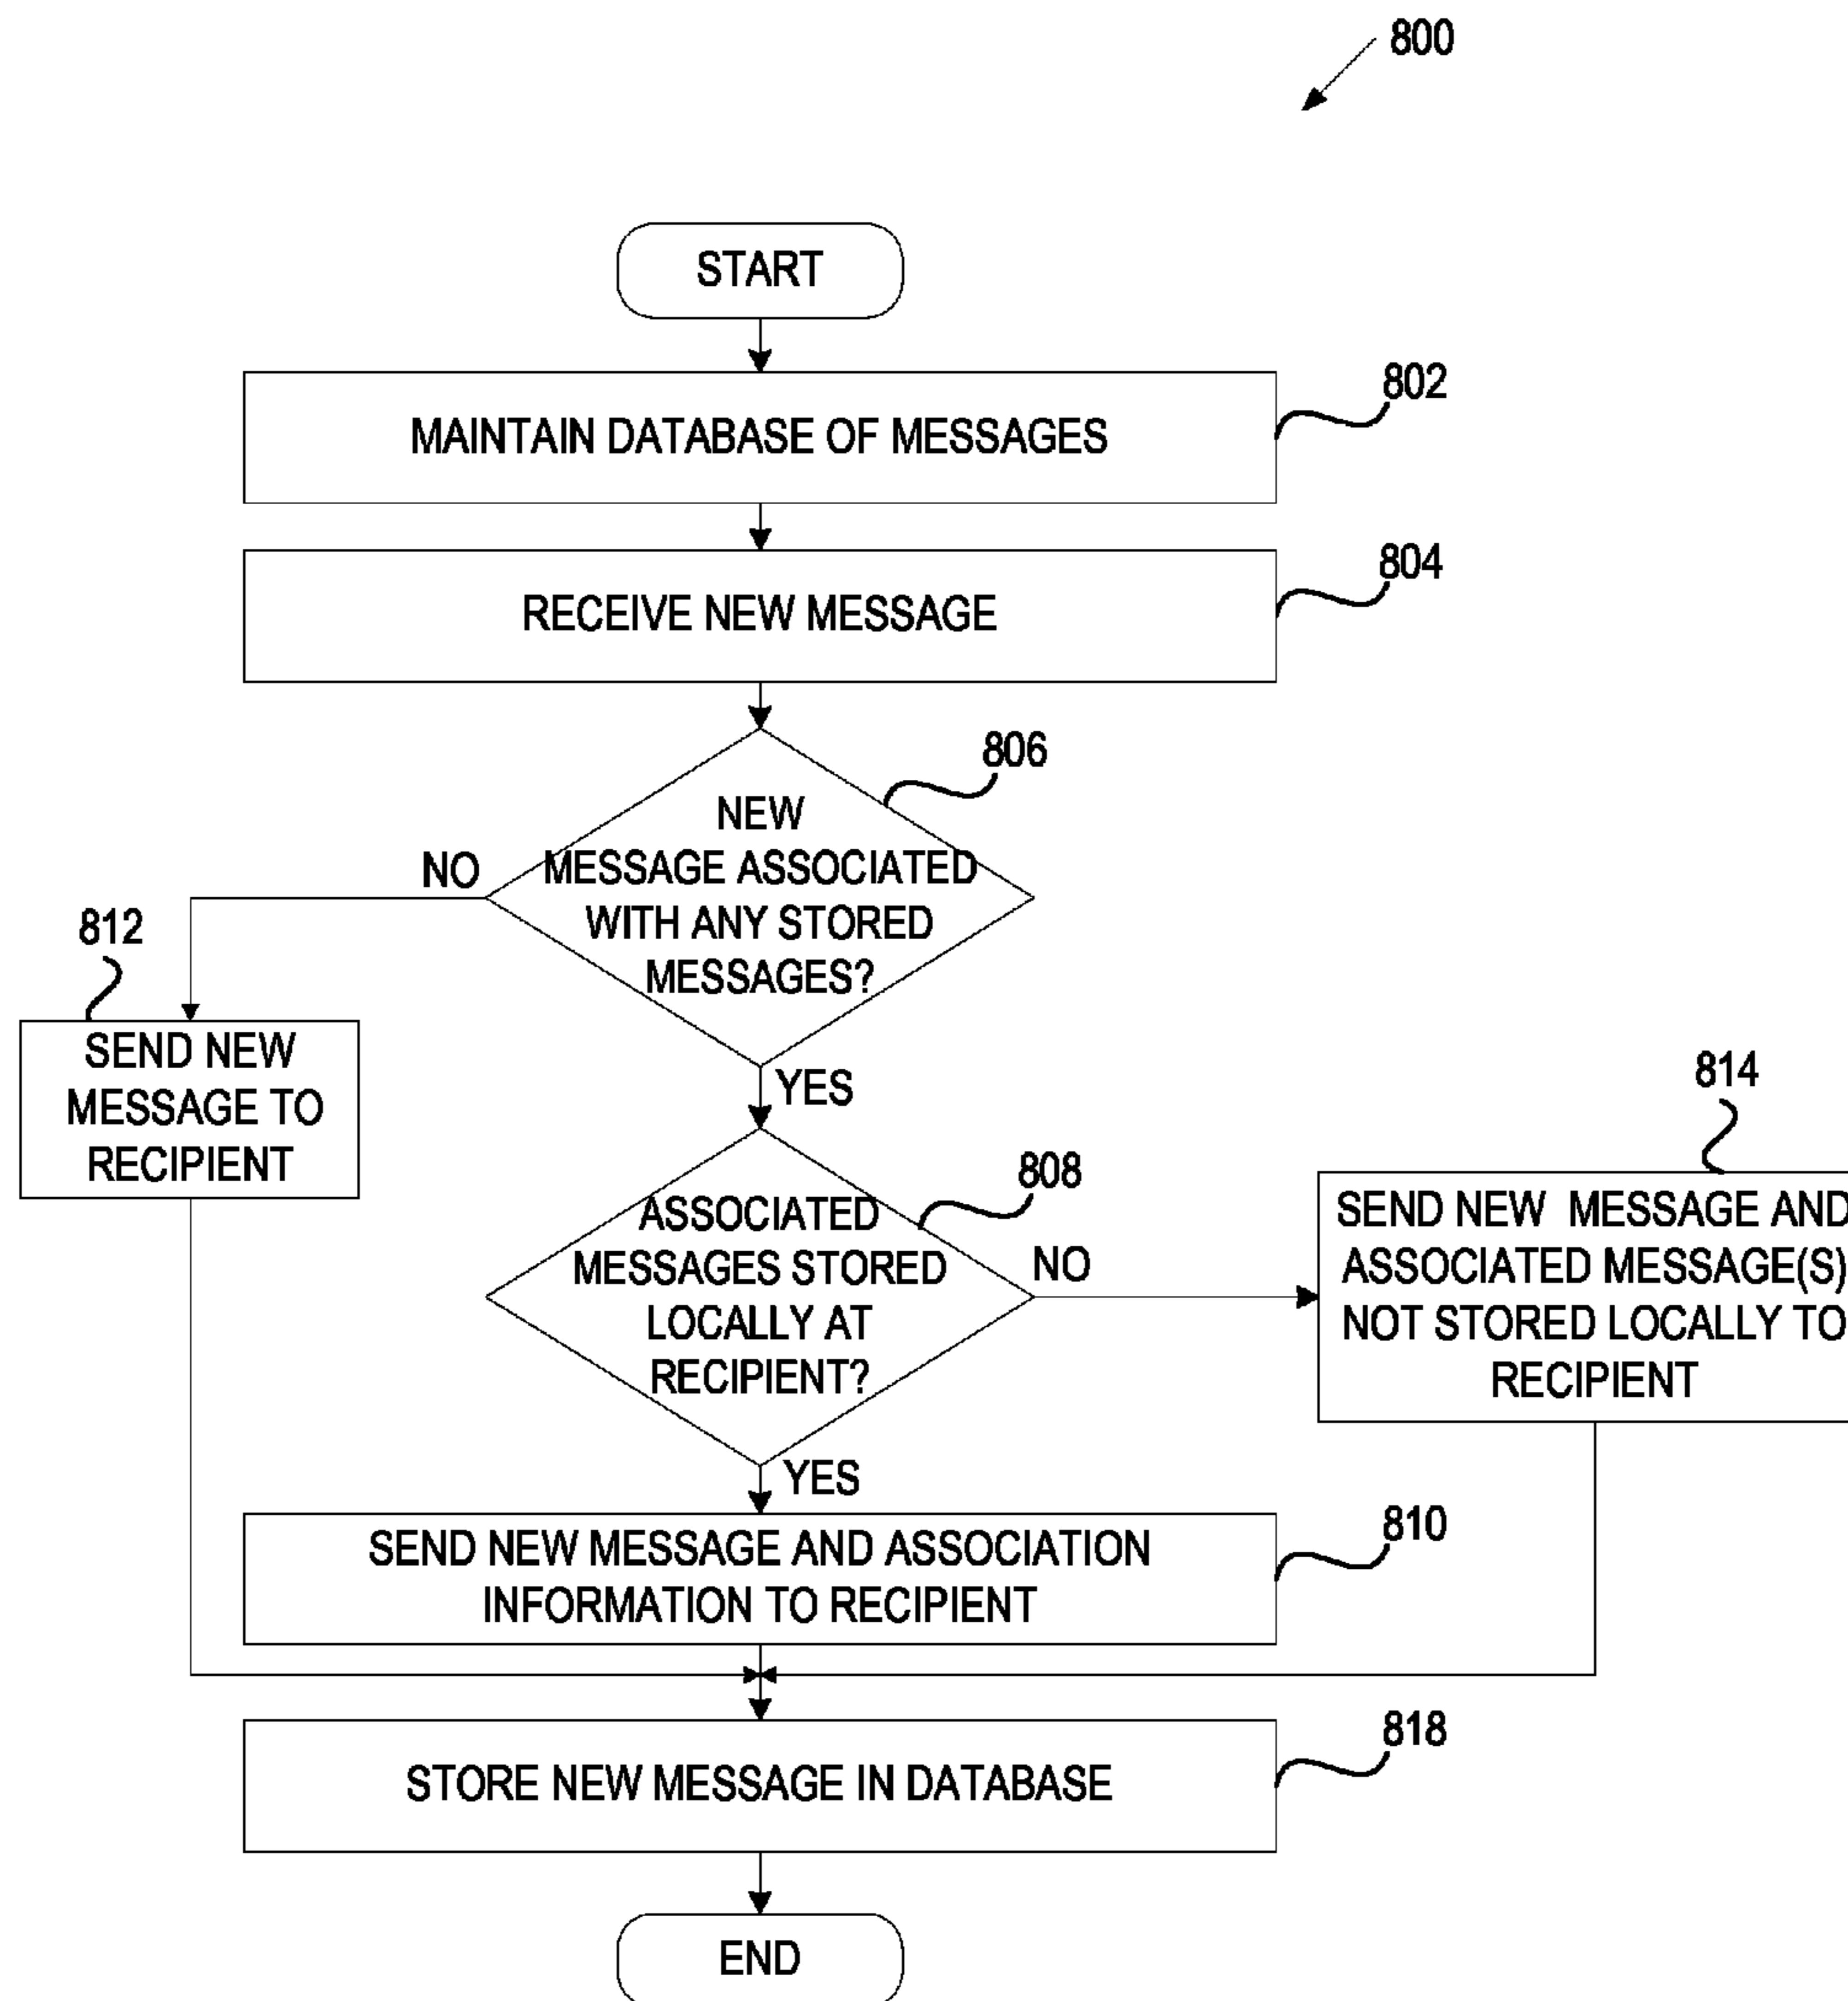 800
START
MAINTAIN DATABASE OF MESSAGES
802
RECEIVE NEW MESSAGE
804
806
NEW
MESSAGE ASSOCIATED
WITH ANY STORED
MESSAGES?
NO
812
SEND NEW
MESSAGE TO
RECIPIENT
YES
808
ASSOCIATED
MESSAGES STORED
LOCALLY AT
RECIPIENT?
NO
814
SEND NEW MESSAGE AND
ASSOCIATED MESSAGE(S)
NOT STORED LOCALLY TO
RECIPIENT
YES
SEND NEW MESSAGE AND ASSOCIATION
INFORMATION TO RECIPIENT
810
STORE NEW MESSAGE IN DATABASE
818
END